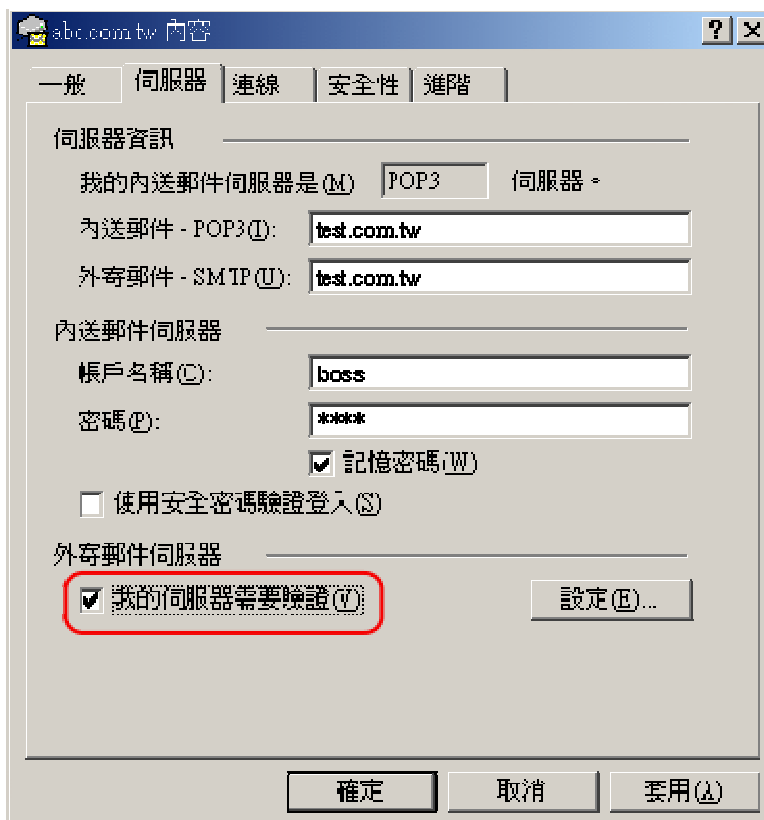 abc.com.tw 內容
一般 伺服器 連線 安全性 進階
伺服器資訊
我的內送郵件伺服器是(M) POP3 伺服器。
內送郵件 - POP3(I): test.com.tw
外寄郵件 - SMTP(U): test.com.tw
內送郵件伺服器
帳戶名稱(C): boss
密碼(P): ****
記憶密碼(W)
使用安全密碼驗證登入(S)
外寄郵件伺服器
我的伺服器需要驗證(V) 設定(E)...
確定 取消 套用(A)